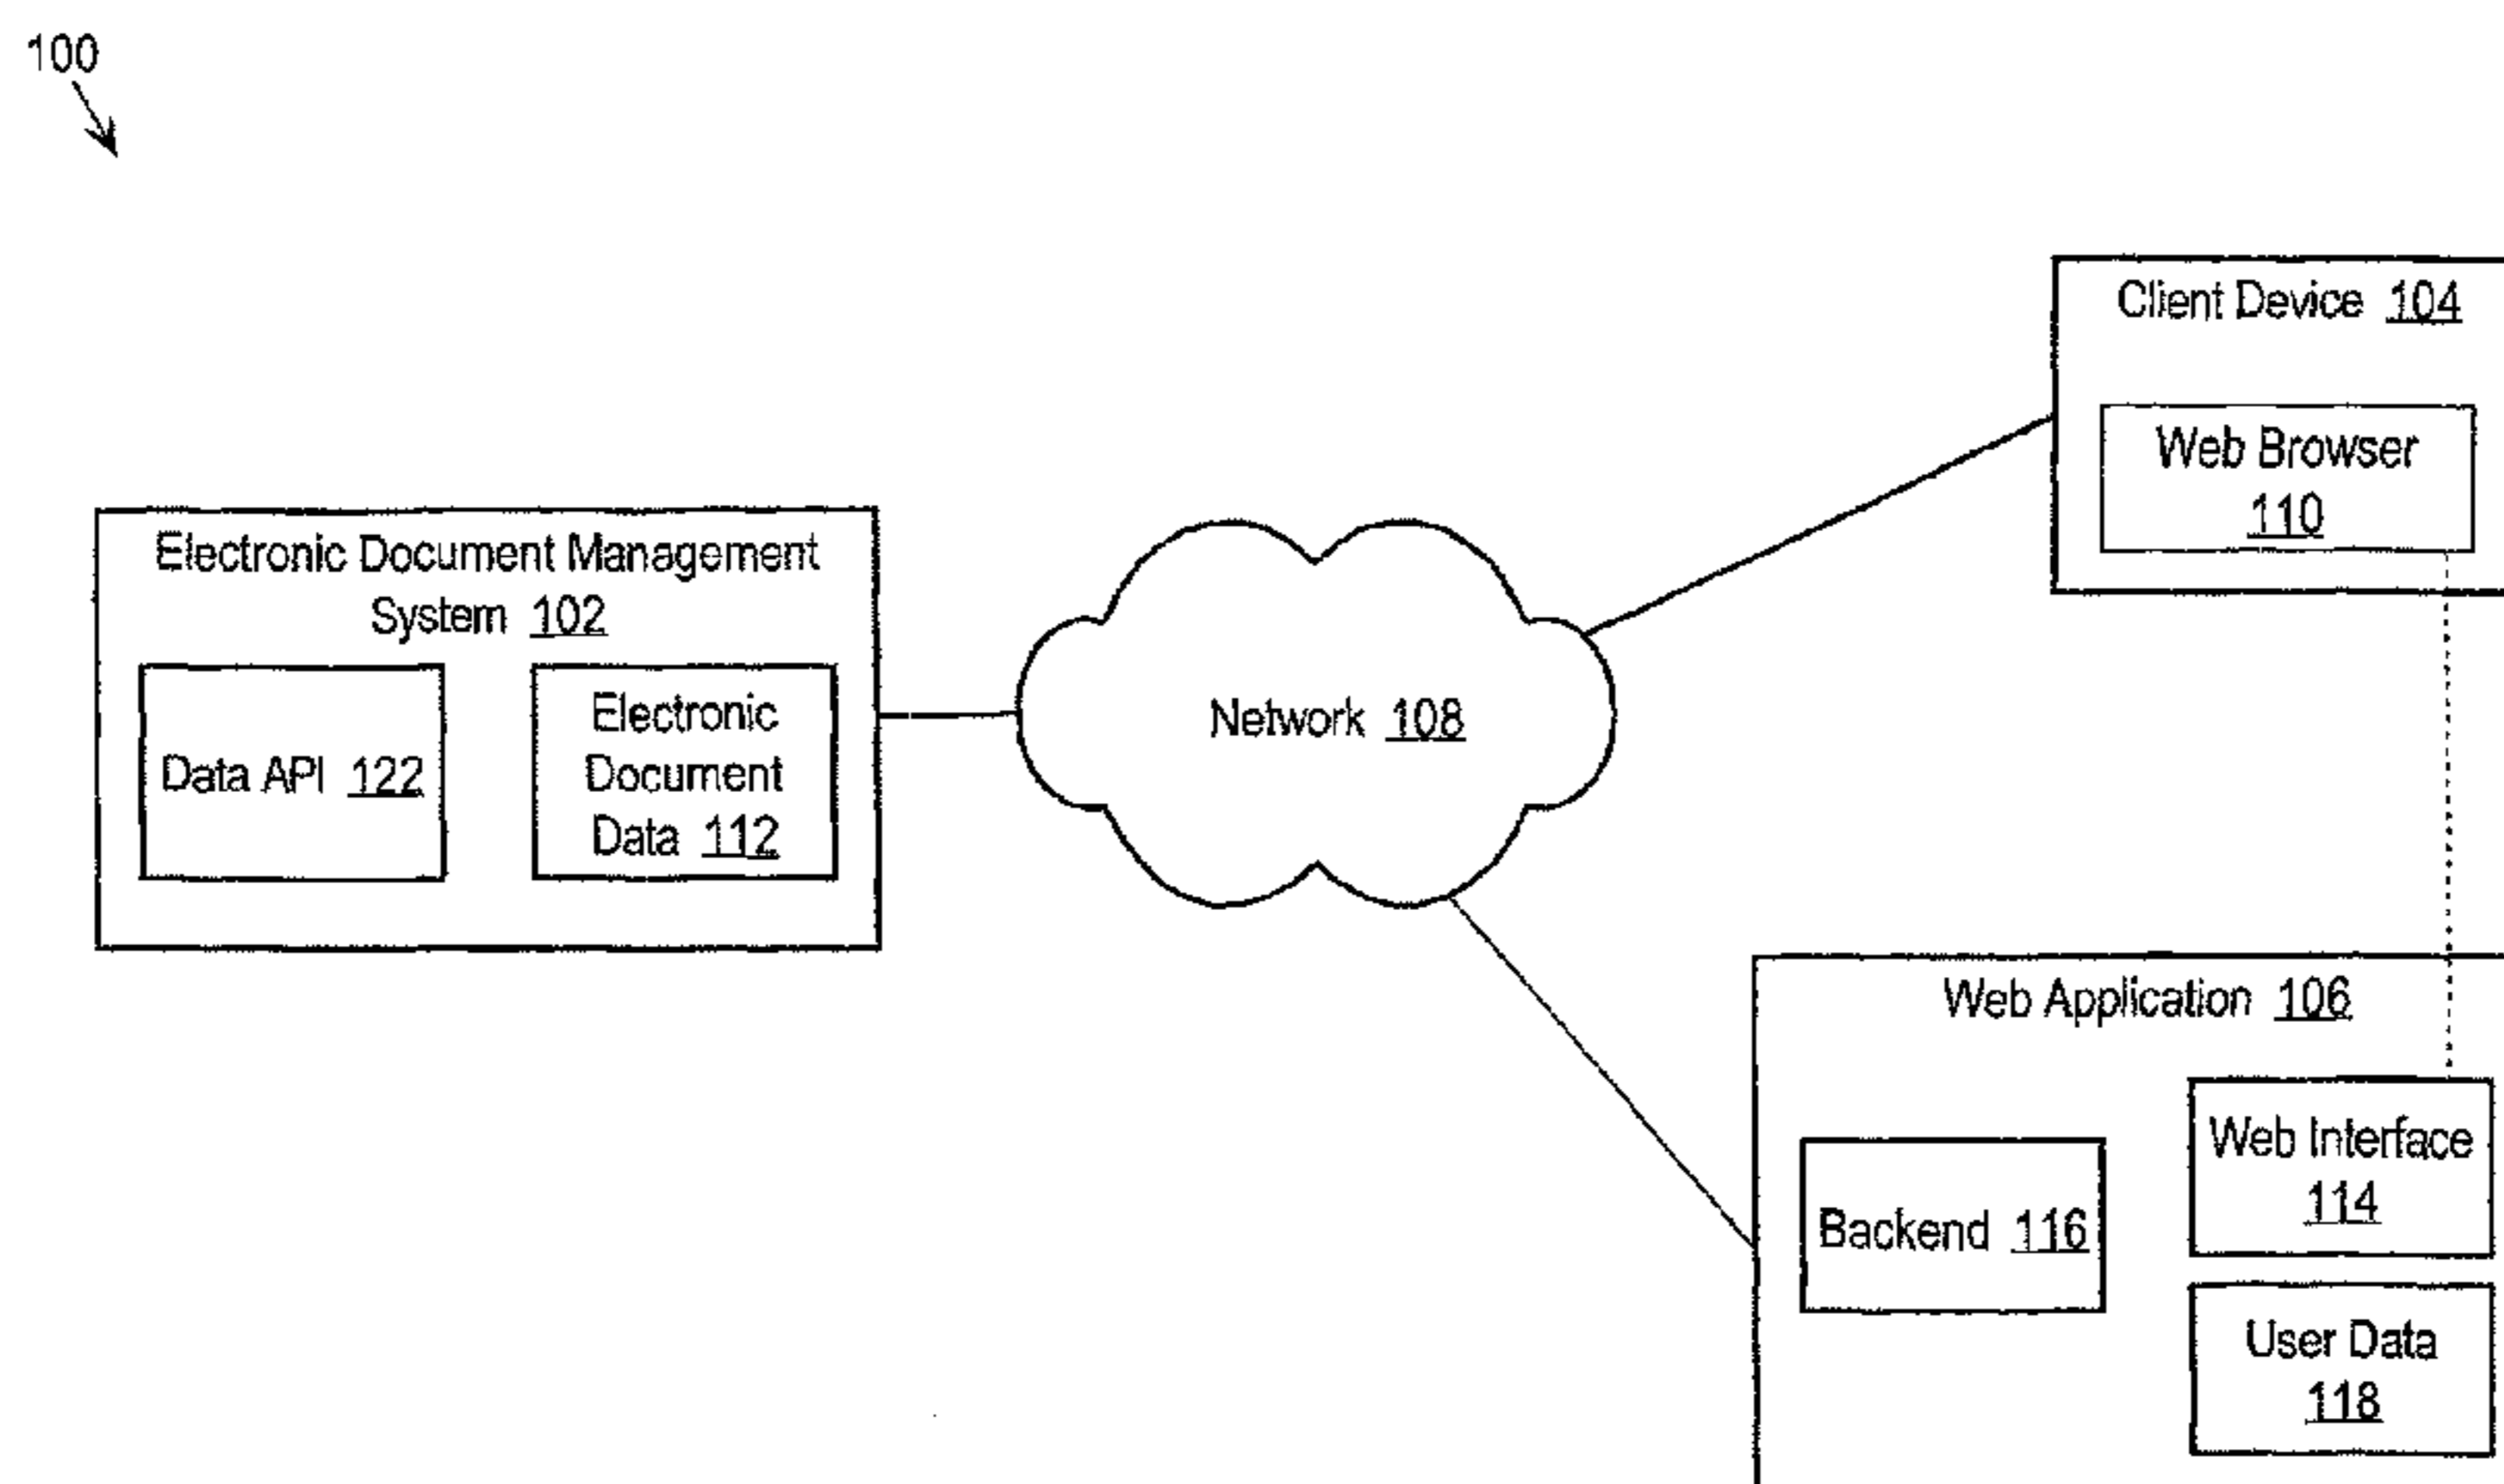 100
Client Device 104
Web Browser
110
Electronic Document Management
System 102
Data API 122
Electronic
Document
Data 112
Network 108
Web Application 106
Backend 116
Web Interface
114
User Data
118